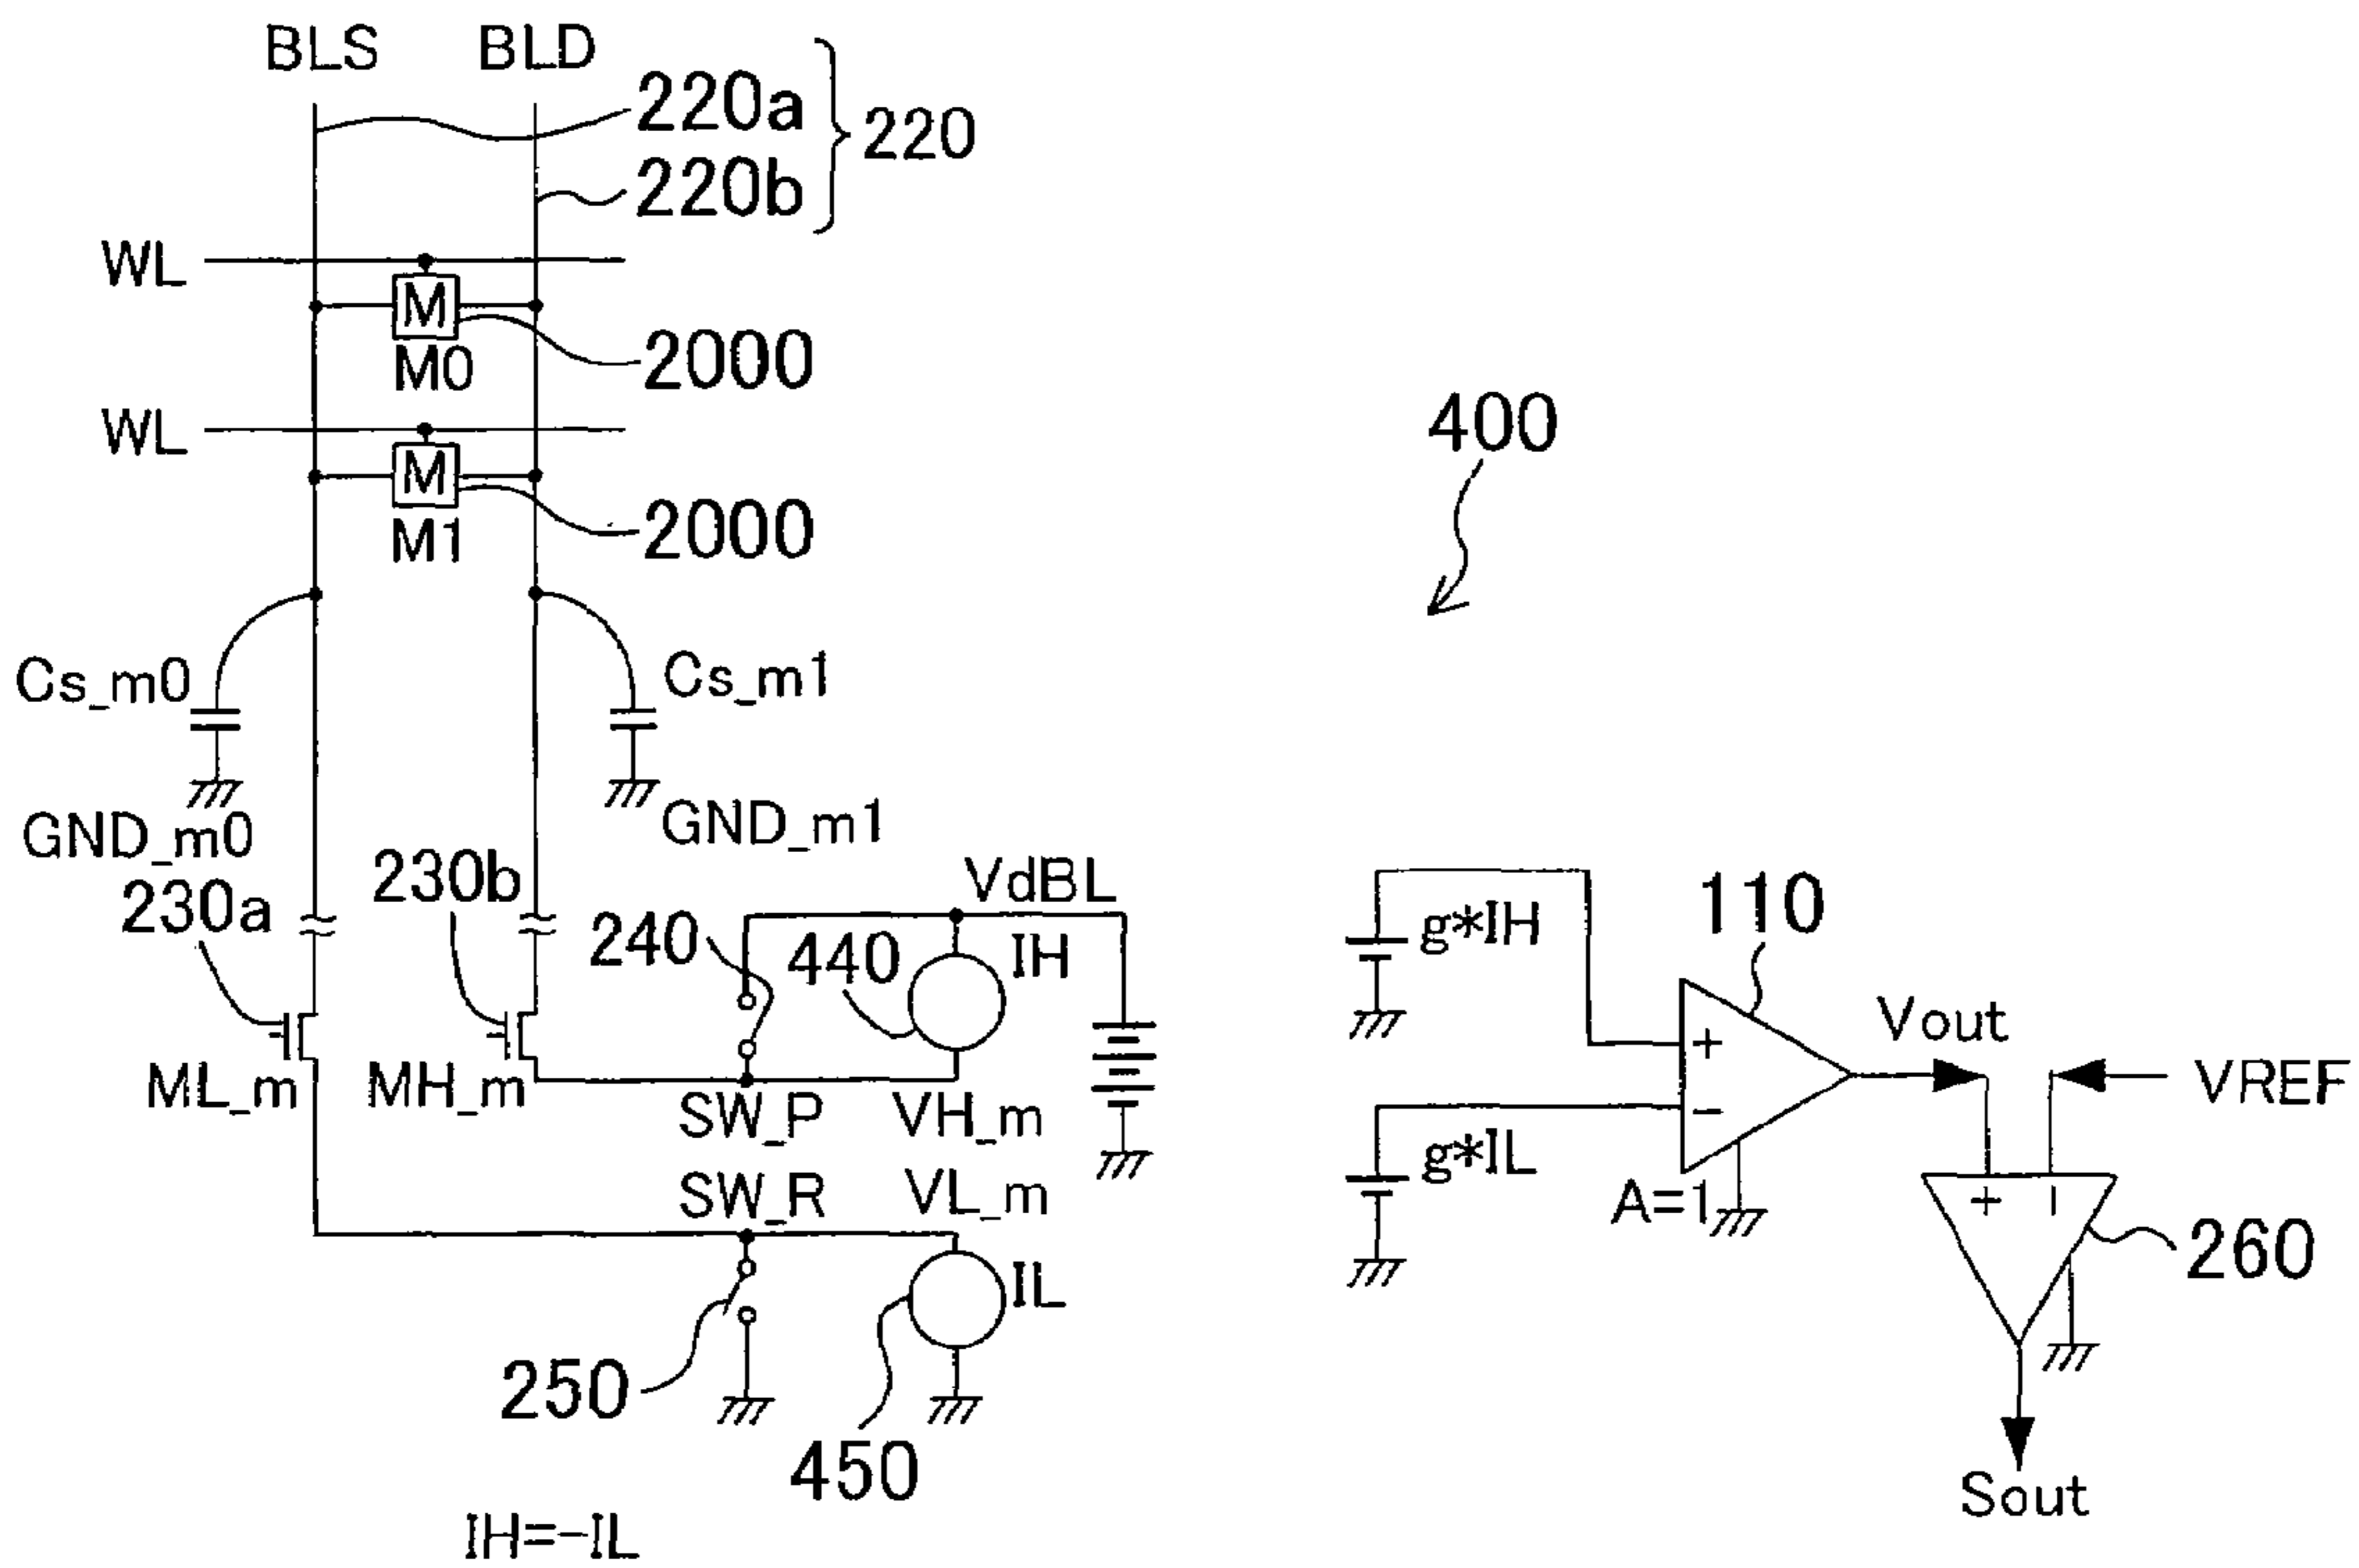 BLS
BLD
220a
220b
220
WL
M
M0
2000
WL
M
M1
2000
400
Cs_m0
Cs_m1
GND_m0
GND_m1
230a
230b
240
440
VdBL
IH
g*IH
110
Vout
VREF
ML_m
MH_m
SW_P
VH_m
+
−
g*IL
A=1
SW_R
VL_m
+
−
260
IL
250
450
Sout
IH=-IL